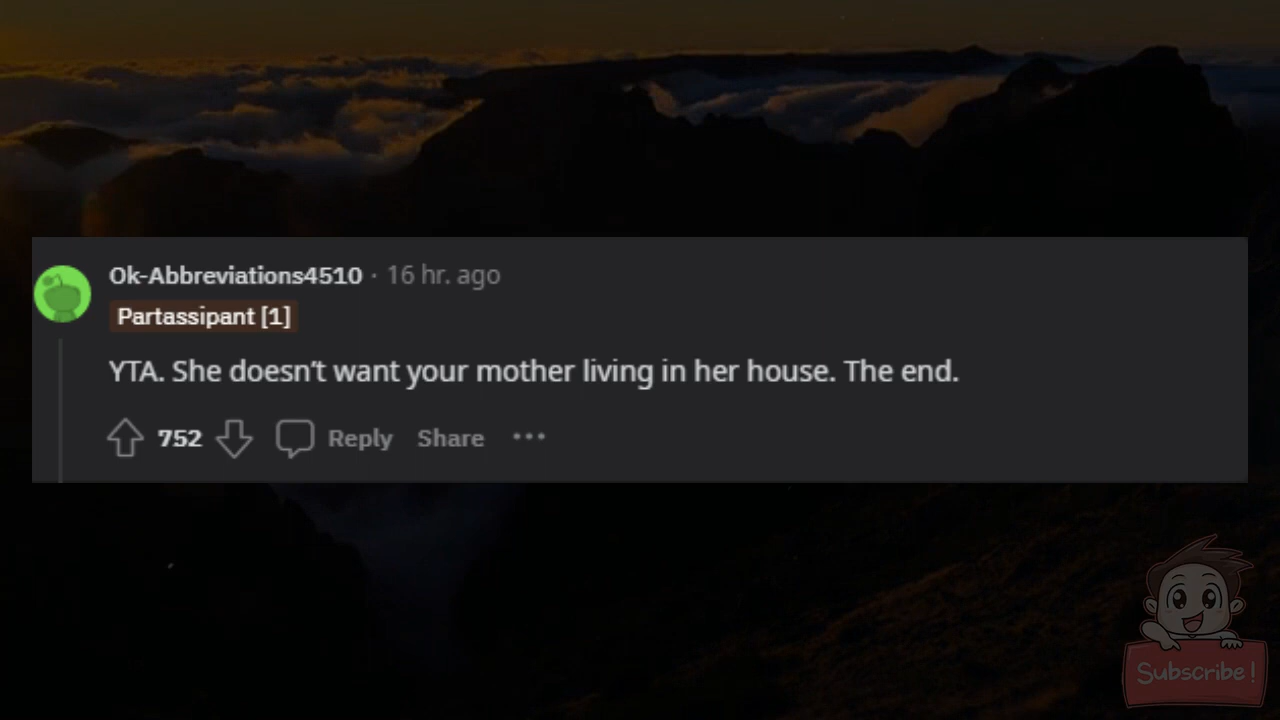 Ok-Abbreviations4510 · 16 hr. ago
Partassipant [1]
YTA. She doesn't want your mother living in her house. The end.
752 Reply Share ···
Subscribe!